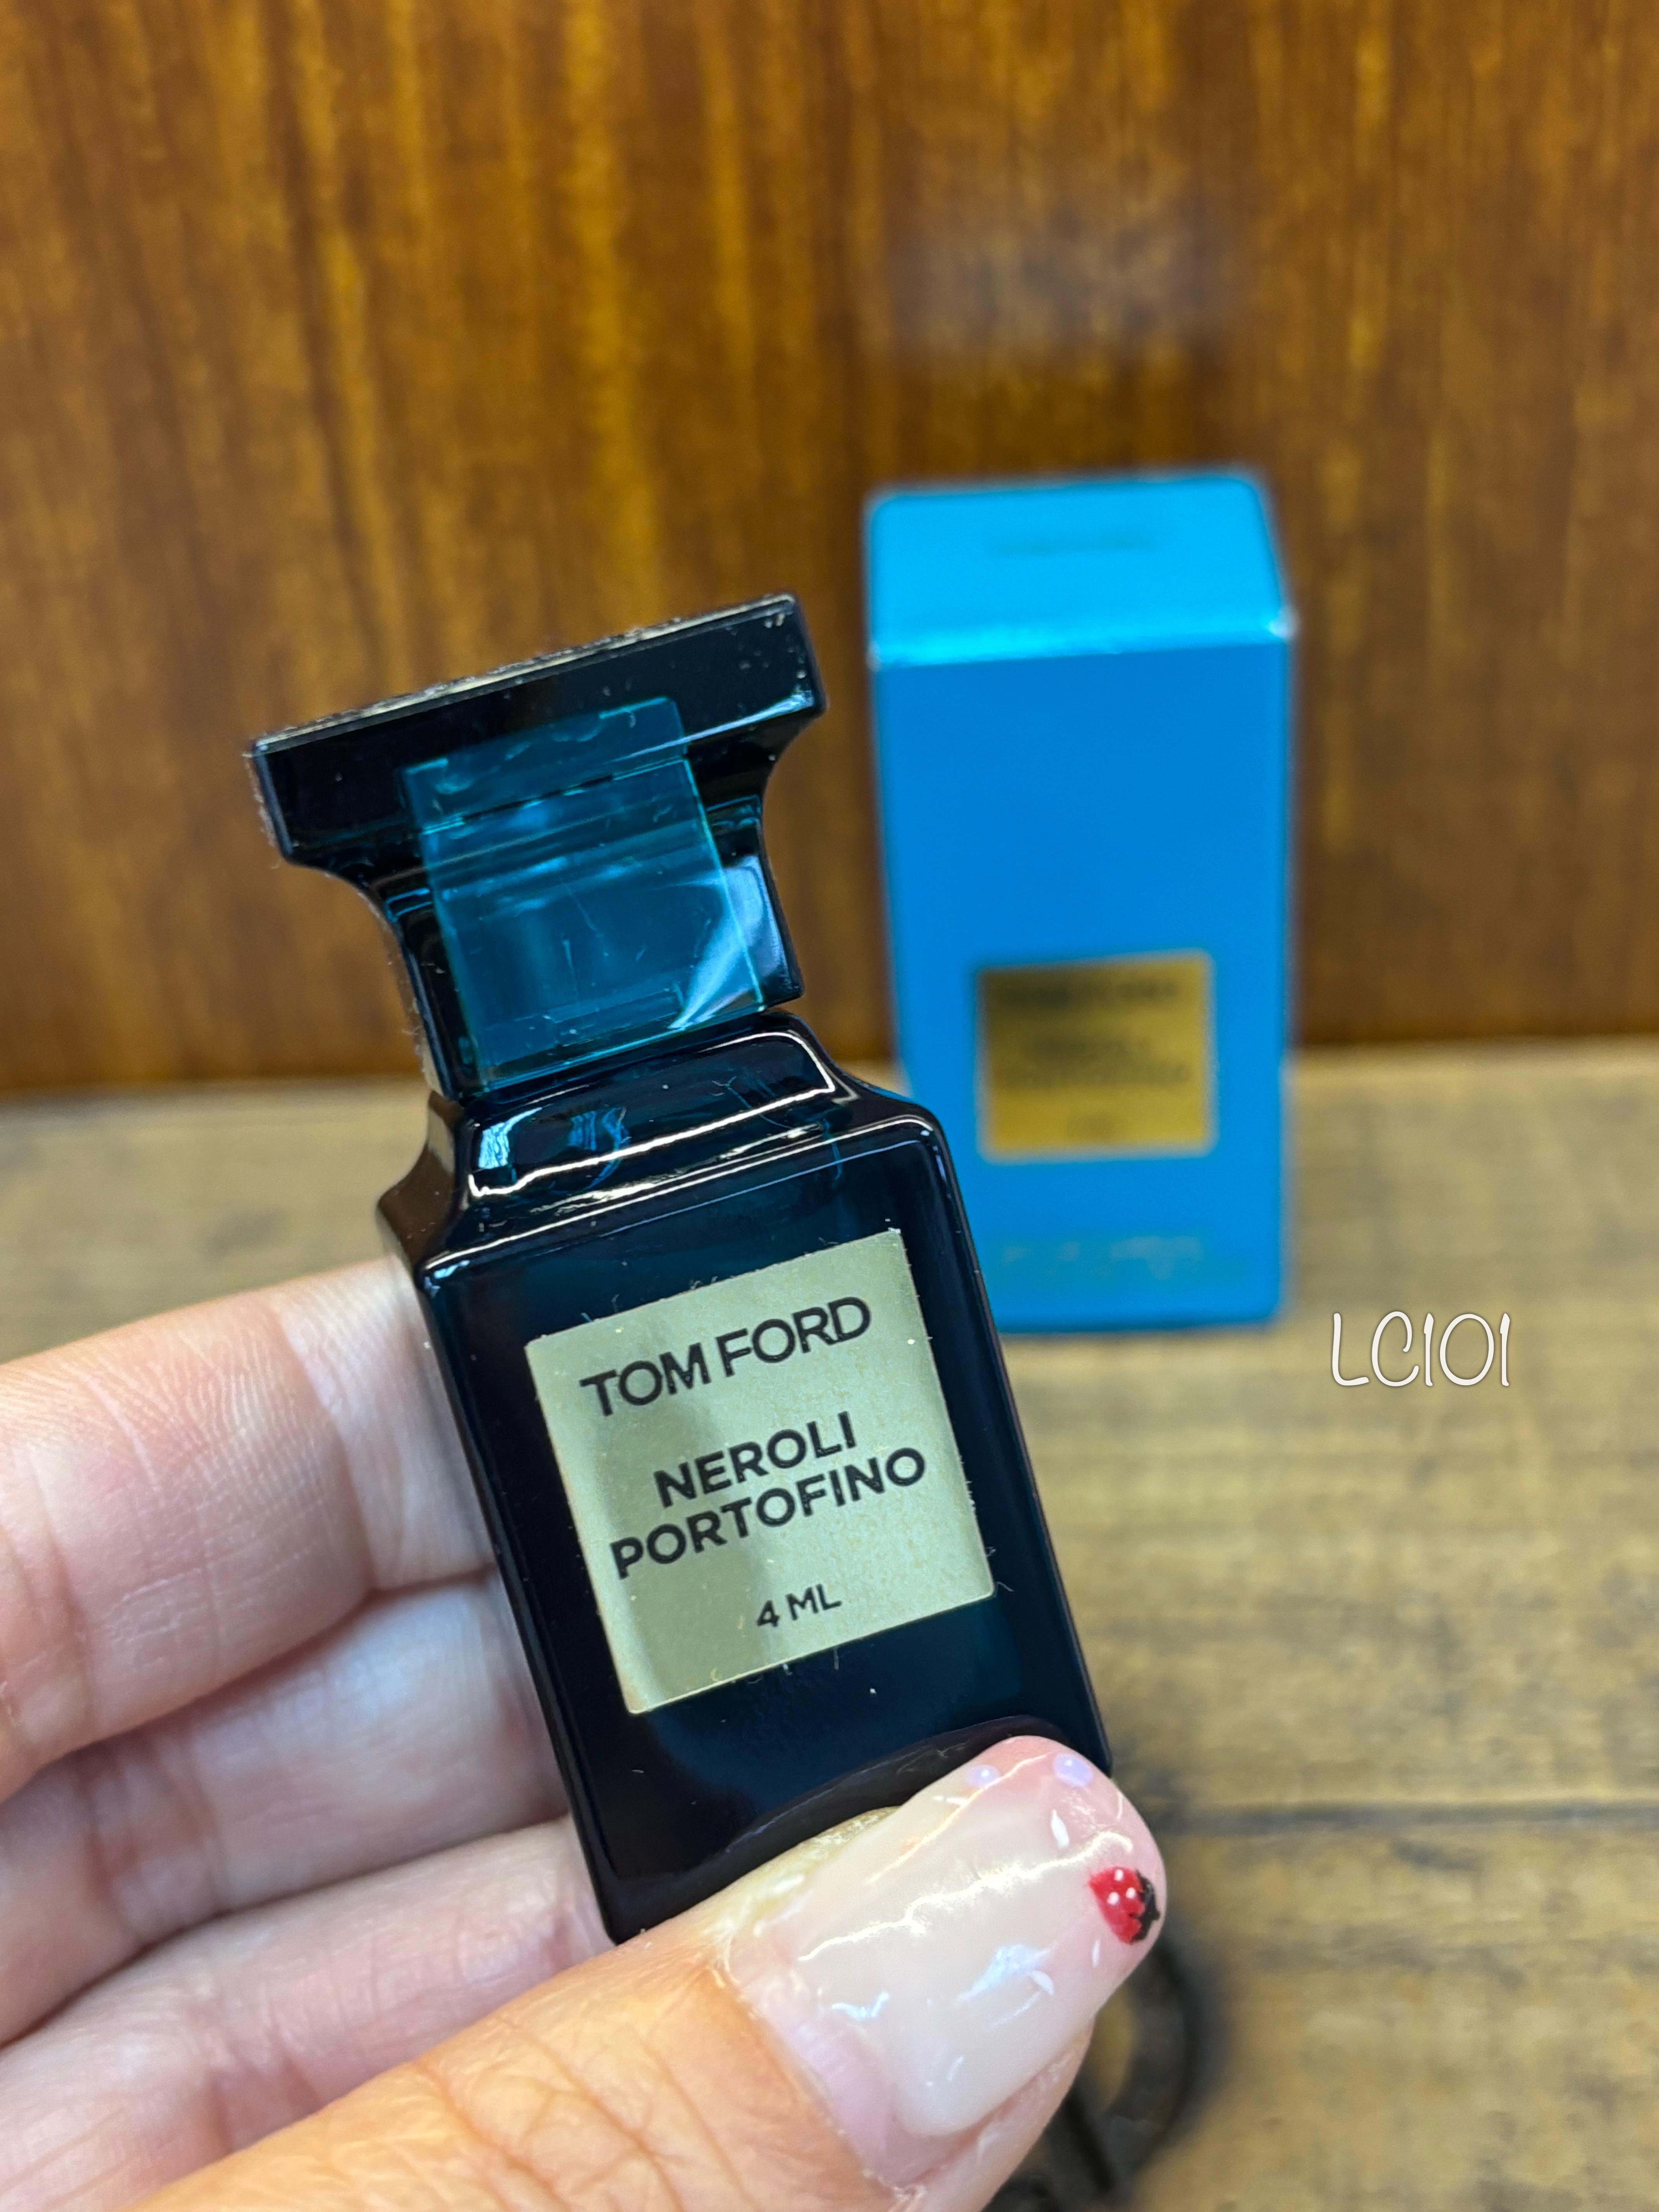 TOM FORD
NEROLI
PORTOFINO
4 ML
LC101